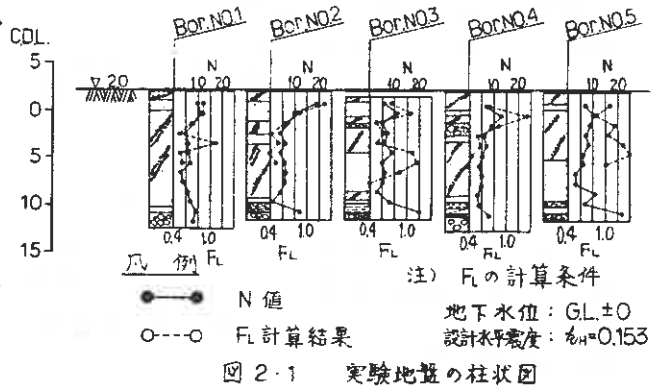 Bor.NO.1 Bor.NO.2 Bor.NO.3 Bor.NO.4 Bor.NO.5
C.D.L.
5
0
5
10
15
▽ 2.0
N N N N N
10 20 10 20 40 80 10 20 10 20
0.4 1.0 0.4 1.0 0.4 1.0 0.4 1.0 0.4 1.0
FL FL FL FL FL
凡 例
N 値
FL 計算結果
注) FLの計算条件
地下水位：G.L.±0
設計水平震度：kH=0.153
図 2・1 実験地盤の柱状図